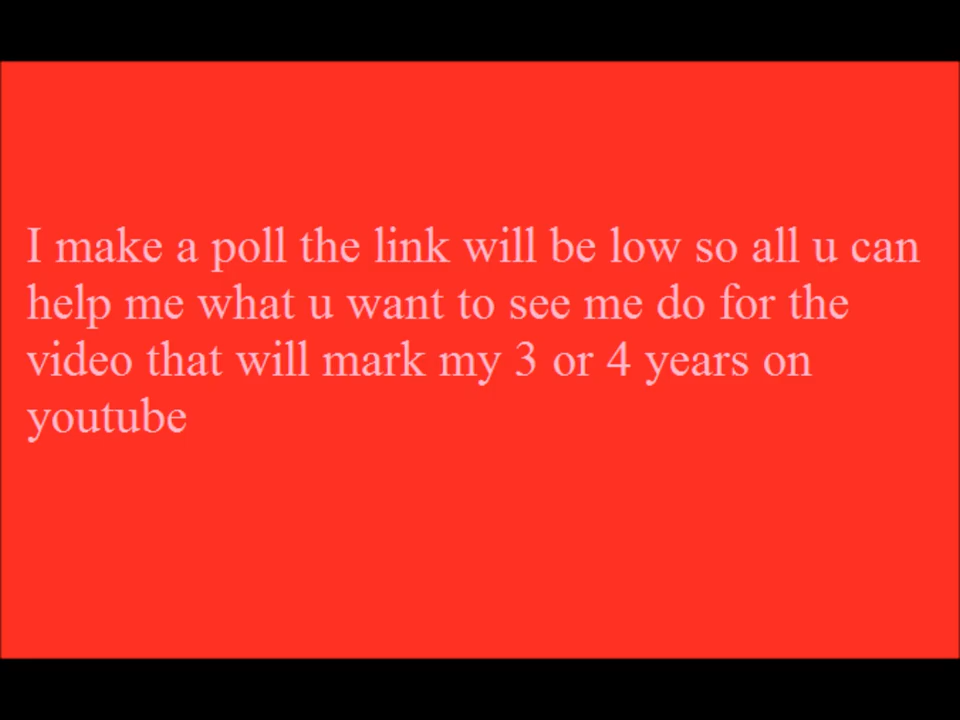 I make a poll the link will be low so all u can
help me what u want to see me do for the
video that will mark my 3 or 4 years on
youtube